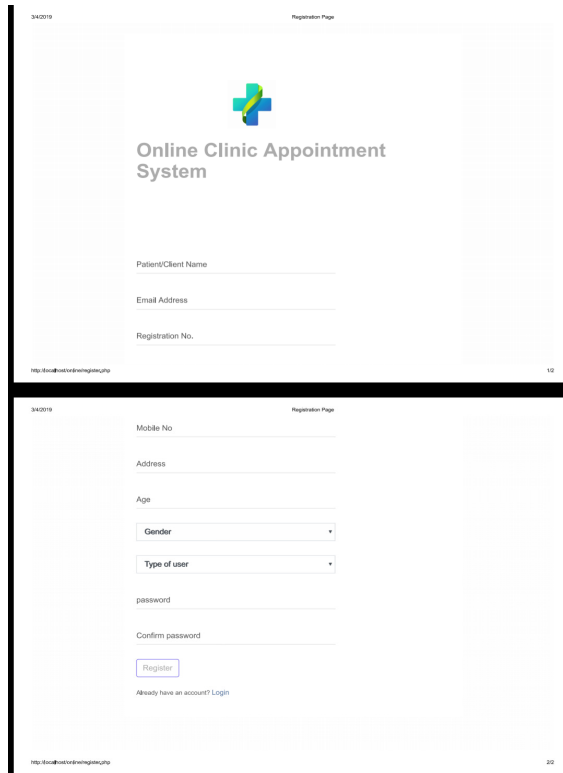 3/4/2019 Registration Page
Online Clinic Appointment
System
Patient/Client Name
Email Address
Registration No.
http://localhost/online/register.php 1/2
3/4/2019 Registration Page
Mobile No
Address
Age
Gender
Type of user
password
Confirm password
Register
Already have an account? Login
http://localhost/online/register.php 2/2